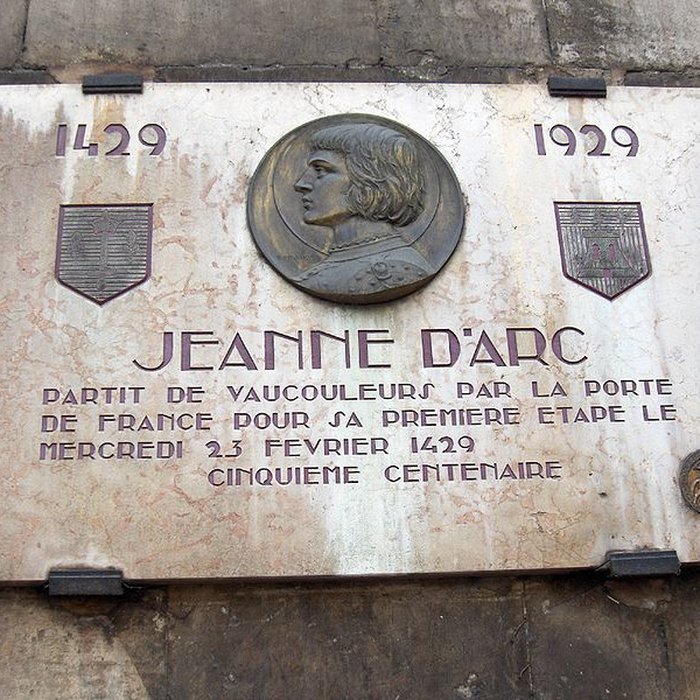 1429
1929
JEANNE D'ARC
PARTIT DE VAUCOULEURS PAR LA PORTE
DE FRANCE POUR SA PREMIERE ETAPE LE
MERCREDI 23 FEVRIER 1429
CINQUIEME CENTENAIRE